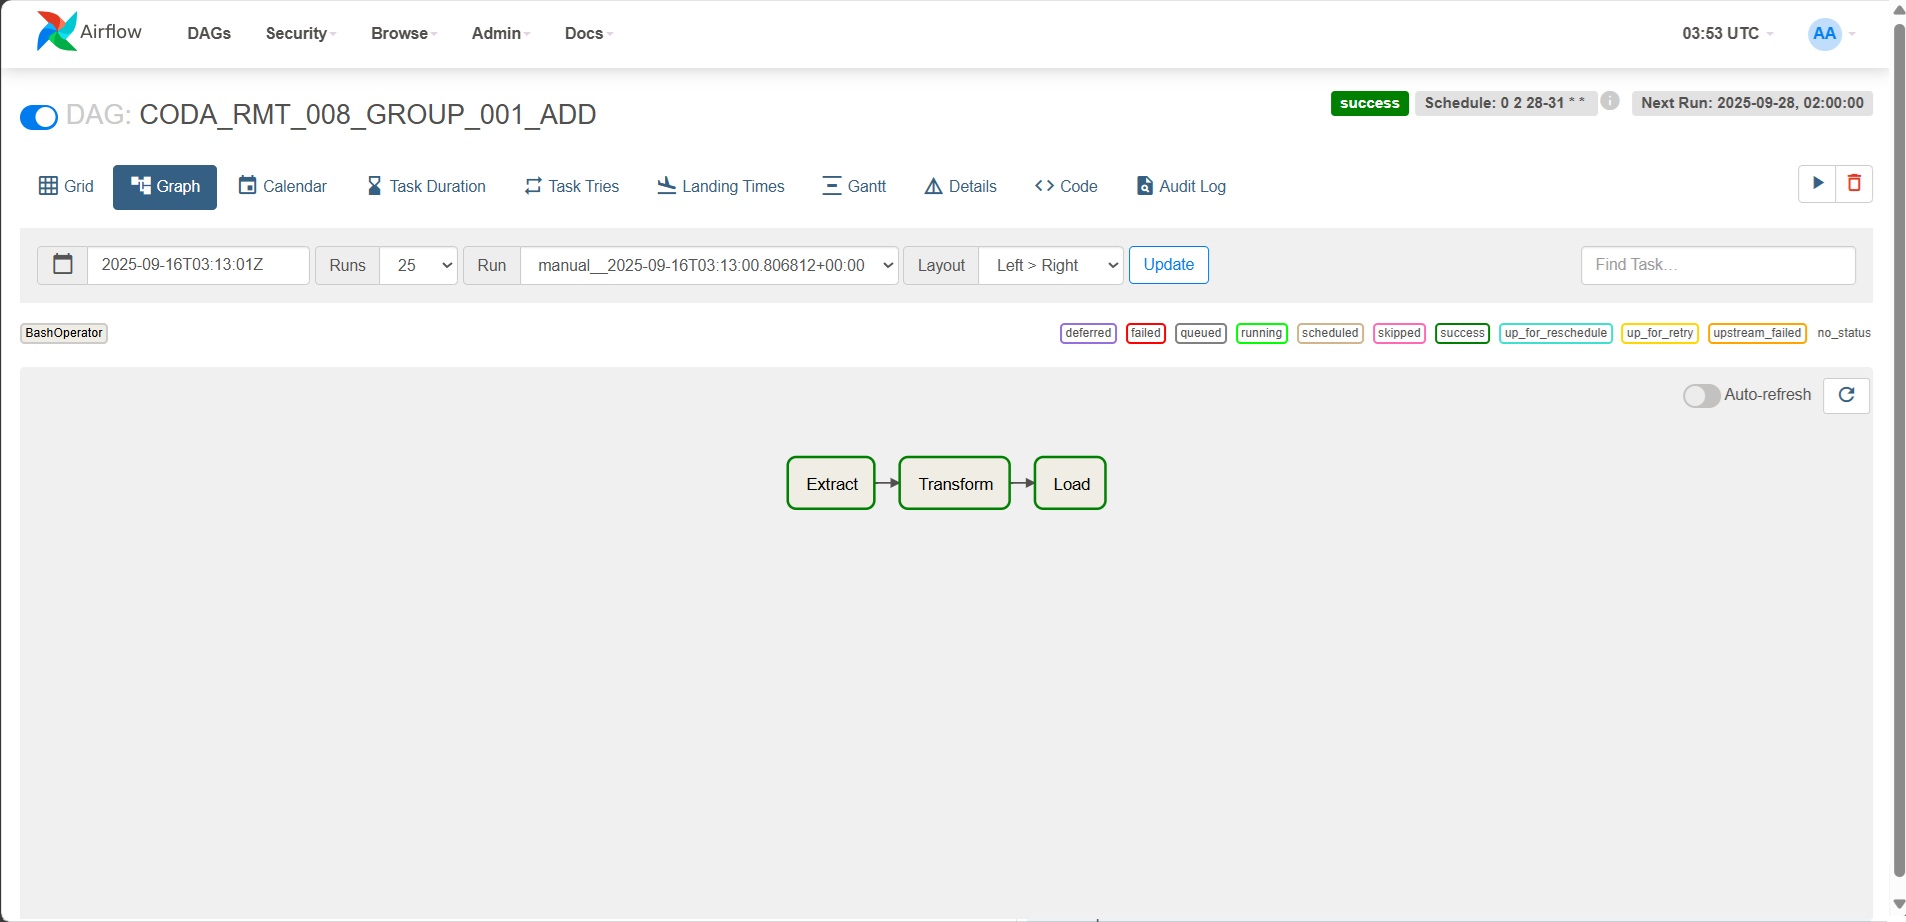 Airflow DAGs Security Browse Admin Docs 03:53 UTC AA
DAG: CODA_RMT_008_GROUP_001_ADD success Schedule: 0 2 28-31 * * i Next Run: 2025-09-28, 02:00:00
Grid Graph Calendar Task Duration Task Tries Landing Times Gantt Details Code Audit Log
2025-09-16T03:13:01Z Runs 25 Run manual__2025-09-16T03:13:00.806812+00:00 Layout Left > Right Update Find Task...
BashOperator deferred failed queued running scheduled skipped success up_for_reschedule up_for_retry upstream_failed no_status
Auto-refresh
Extract Transform Load